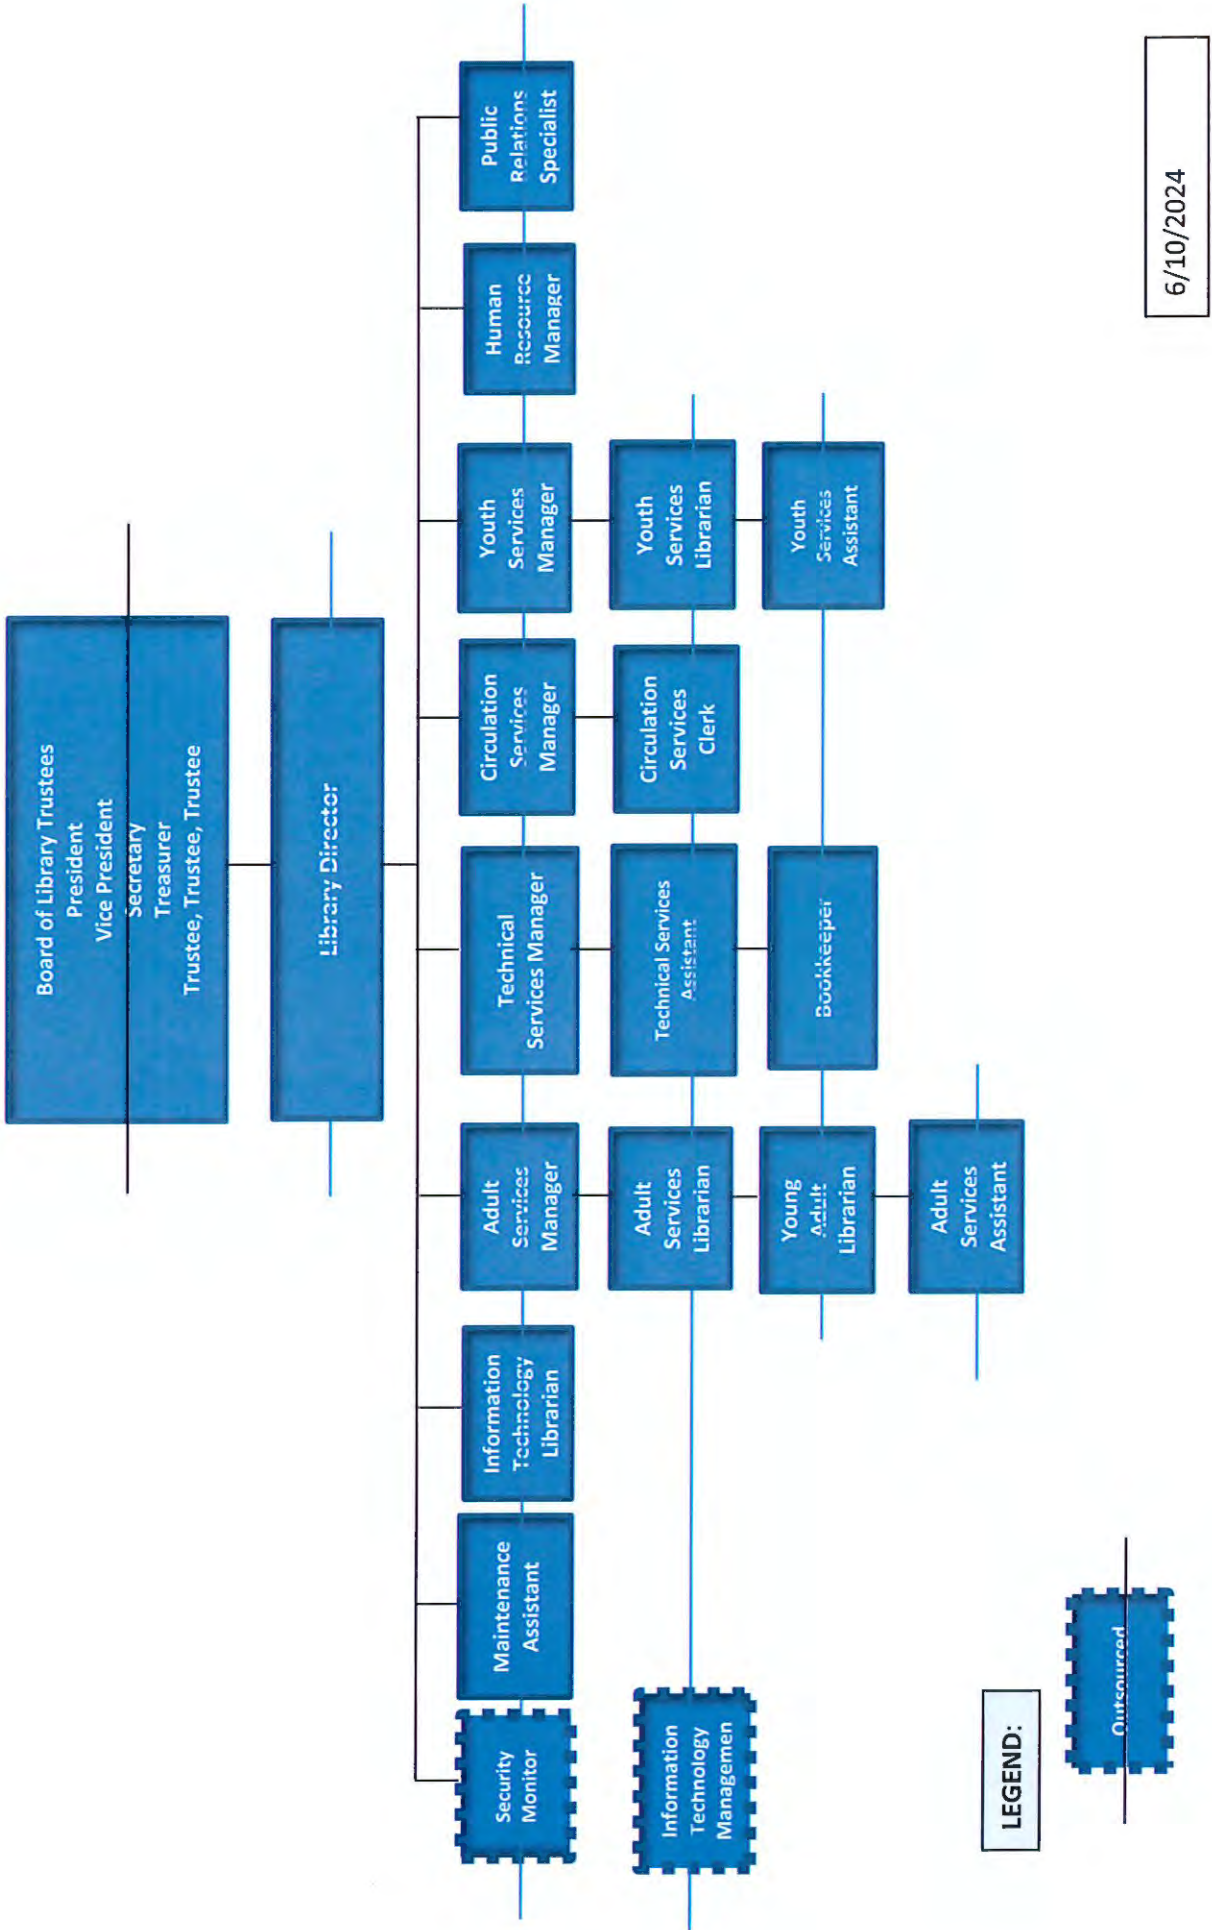 Board of Library Trustees
President
Vice President
Secretary
Treasurer
Trustee, Trustee, Trustee
Library Director
Security
Monitor
Maintenance
Assistant
Information
Technology
Librarian
Adult
Services
Manager
Technical
Services Manager
Circulation
Services
Manager
Youth
Services
Manager
Human
Resource
Manager
Public
Relations
Specialist
Information
Technology
Managemen
Adult
Services
Librarian
Technical Services
Assistant
Circulation
Services
Clerk
Youth
Services
Librarian
Young
Adult
Librarian
Bookkeeper
Youth
Services
Assistant
Adult
Services
Assistant
LEGEND:
Outsourced
6/10/2024